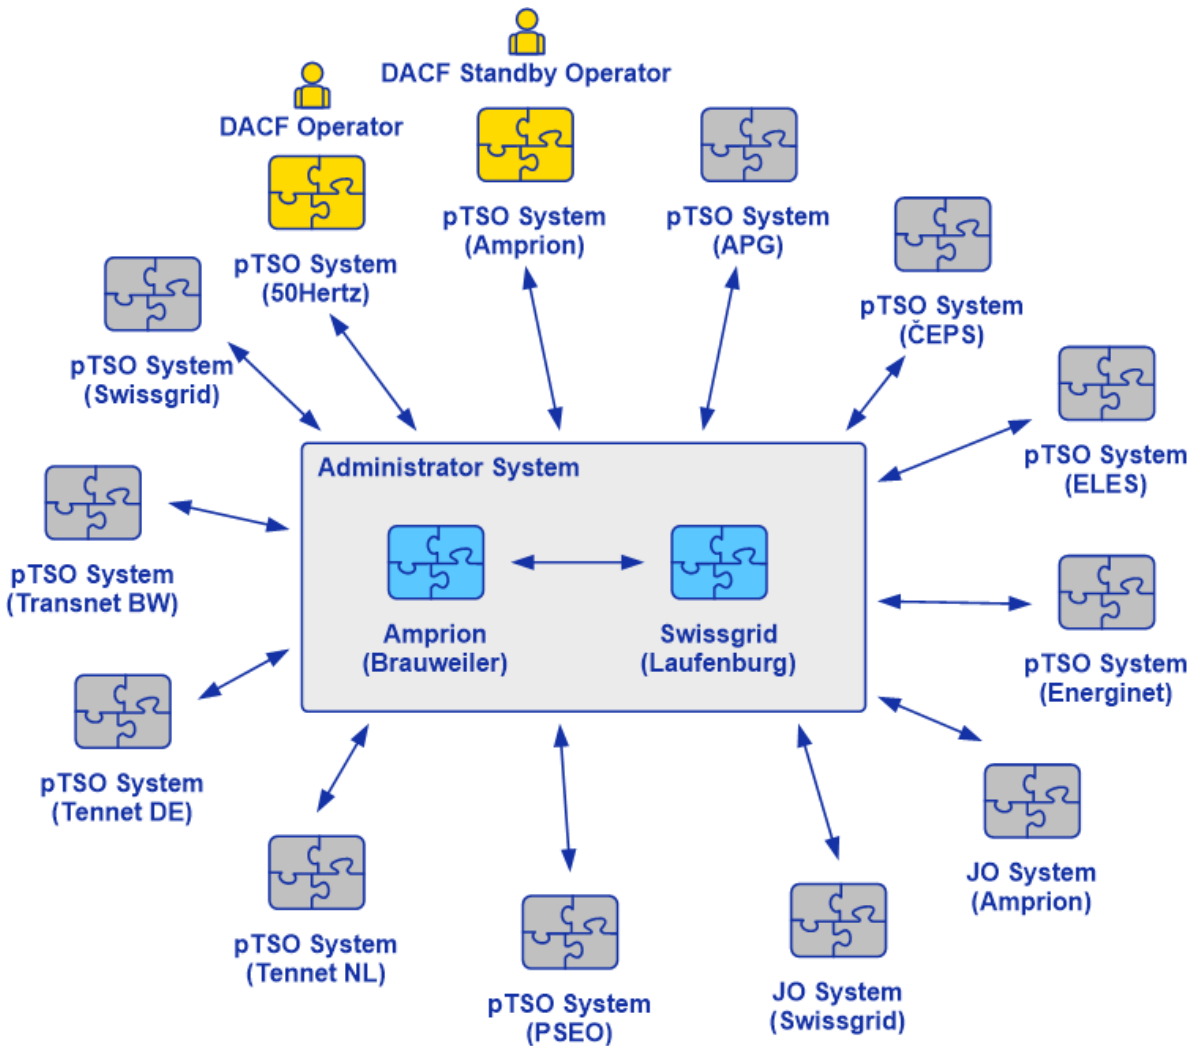 DACF Standby Operator
DACF Operator
pTSO System
(Amprion)
pTSO System
(APG)
pTSO System
(50Hertz)
pTSO System
(ČEPS)
pTSO System
(Swissgrid)
pTSO System
(ELES)
Administrator System
pTSO System
(Transnet BW)
Amprion
(Brauweiler)
Swissgrid
(Laufenburg)
pTSO System
(Energinet)
pTSO System
(Tennet DE)
JO System
(Amprion)
pTSO System
(Tennet NL)
pTSO System
(PSEO)
JO System
(Swissgrid)